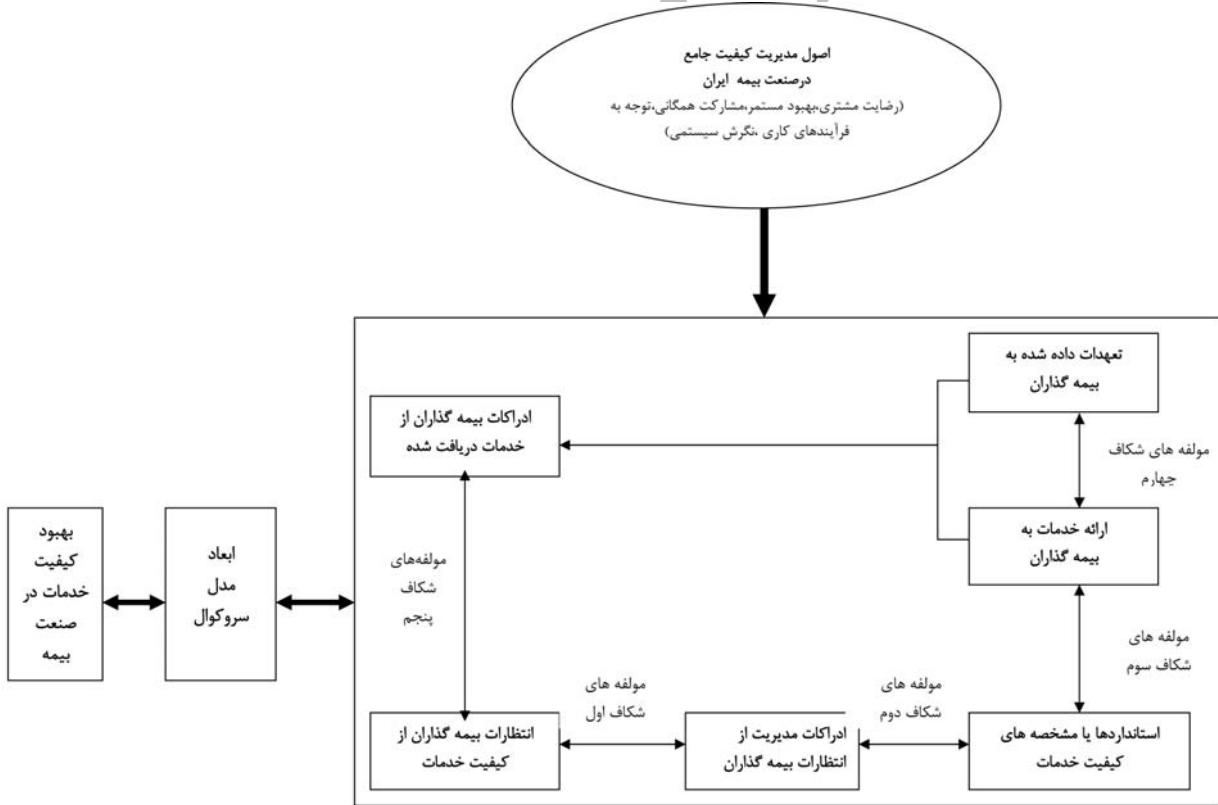 اصول مدیریت کیفیت جامع
درصنعت بیمه ایران
(رضایت مشتری،بهبود مستمر،مشارکت همگانی،توجه به
فرآیندهای کاری ،نگرش سیستمی)
تعهدات داده شده به
بیمه گذاران
ادراکات بیمه گذاران از
خدمات دریافت شده
مولفه های شکاف
چهارم
ارائه خدمات به
بیمه گذاران
بهبود
کیفیت
خدمات در
صنعت
بیمه
ابعاد
مدل
سروکوال
مولفه‌های
شکاف
پنجم
مولفه های
شکاف سوم
مولفه های
شکاف دوم
مولفه های
شکاف اول
استانداردها یا مشخصه های
کیفیت خدمات
ادراکات مدیریت از
انتظارات بیمه گذاران
انتظارات بیمه گذاران از
کیفیت خدمات